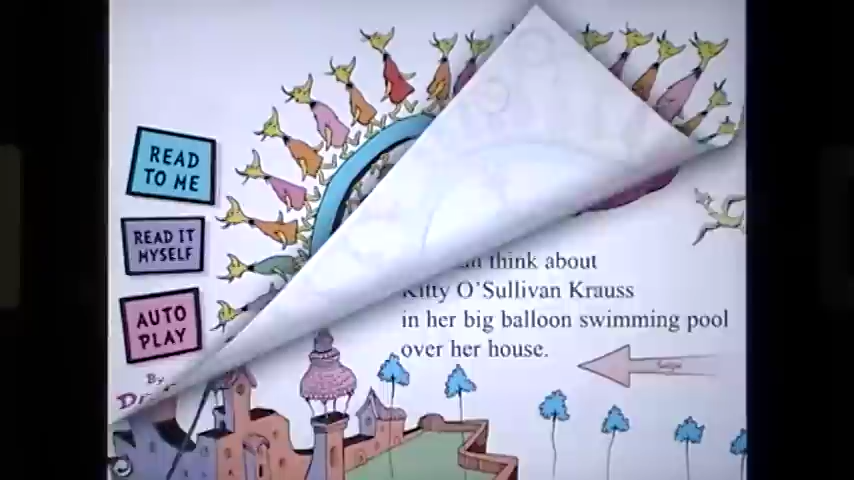 READ
TO ME
READ IT
MYSELF
AUTO
PLAY
By
think about
Kitty O'Sullivan Krauss
in her big balloon swimming pool
over her house.